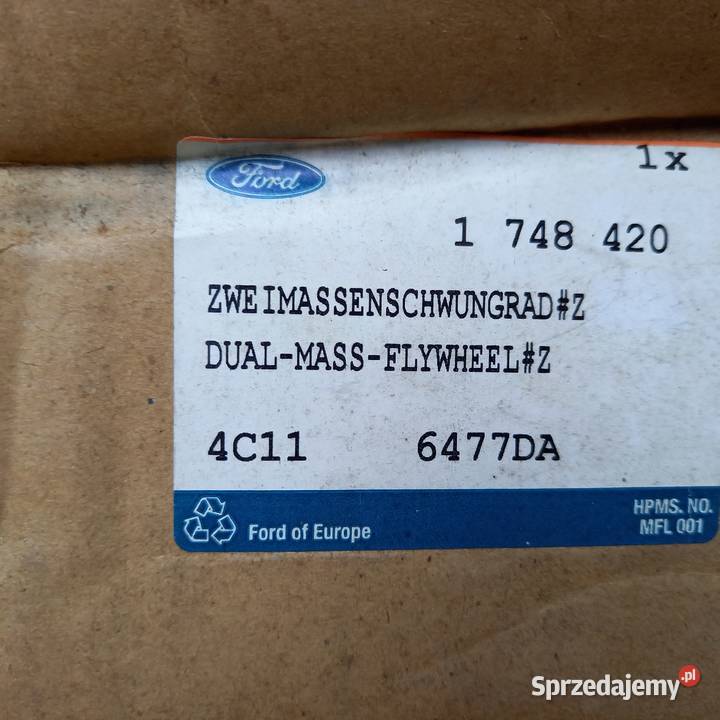 Ford
1x
1 748 420
ZWEIMASSENSCHWUNGRAD#Z
DUAL-MASS-FLYWHEEL#Z
4C11 6477DA
Ford of Europe
HPMS. NO.
MFL 001
Sprzedajemy.pl